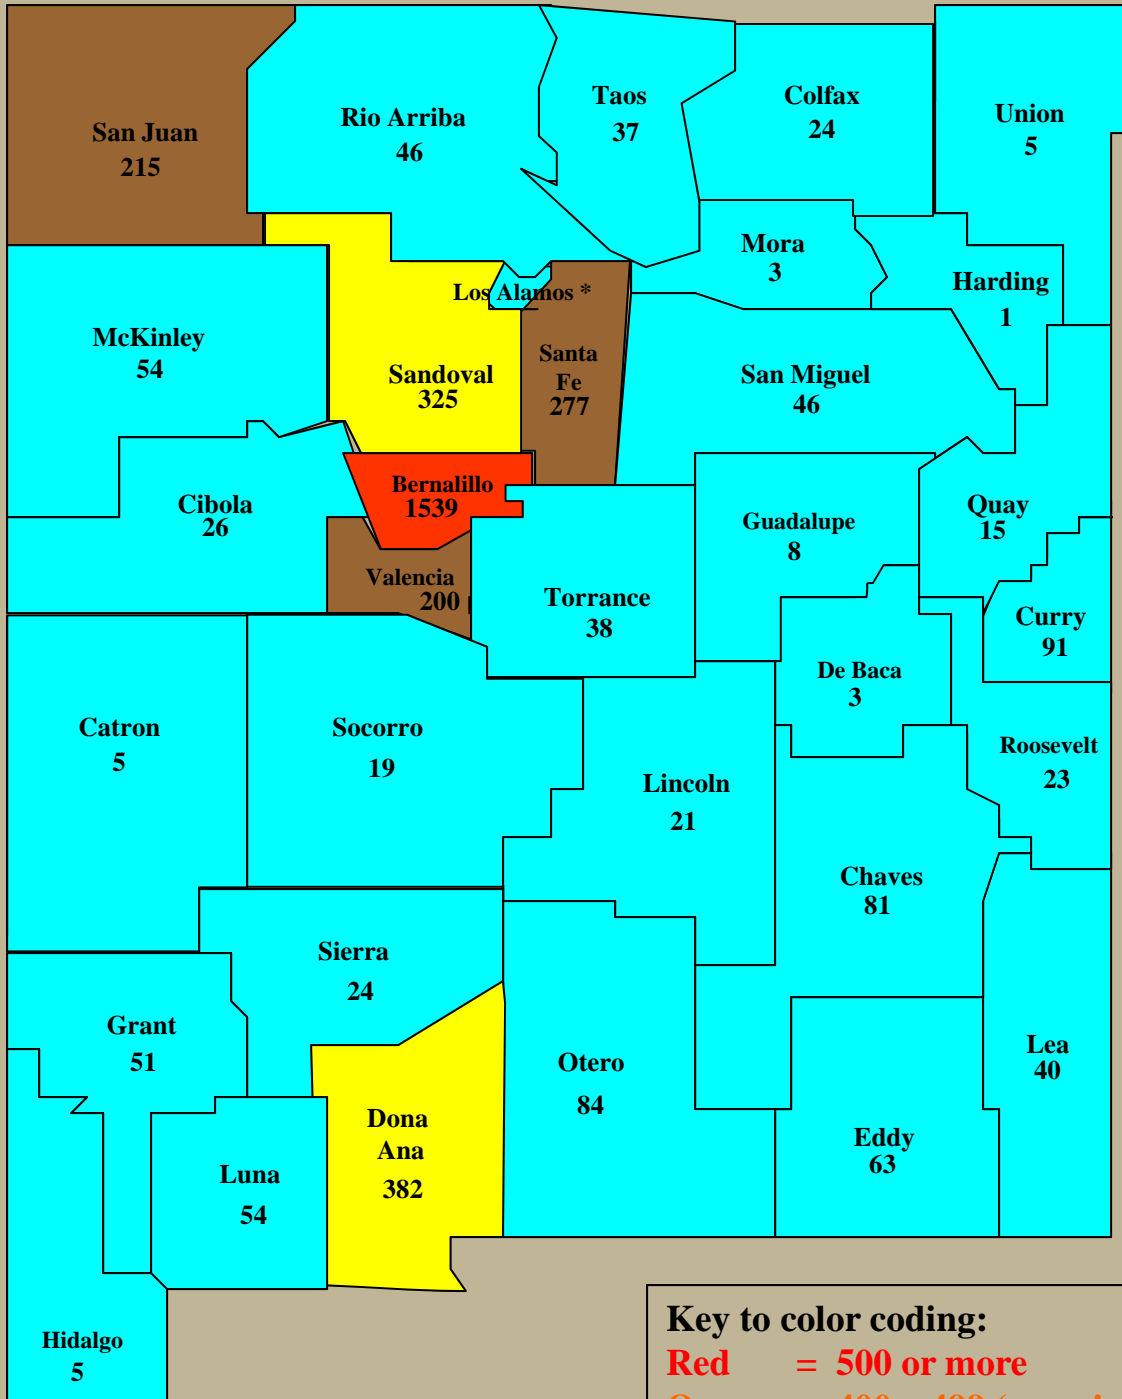 San Juan
215
Rio Arriba
46
Taos
37
Colfax
24
Union
5
Mora
3
Harding
1
Los Alamos *
McKinley
54
Sandoval
325
Santa
Fe
277
San Miguel
46
Bernalillo
1539
Cibola
26
Guadalupe
8
Quay
15
Valencia
200
Torrance
38
Curry
91
De Baca
3
Catron
5
Socorro
19
Roosevelt
23
Lincoln
21
Chaves
81
Sierra
24
Grant
51
Otero
84
Lea
40
Dona
Ana
382
Eddy
63
Luna
54
Hidalgo
5
Key to color coding:
Red = 500 or more